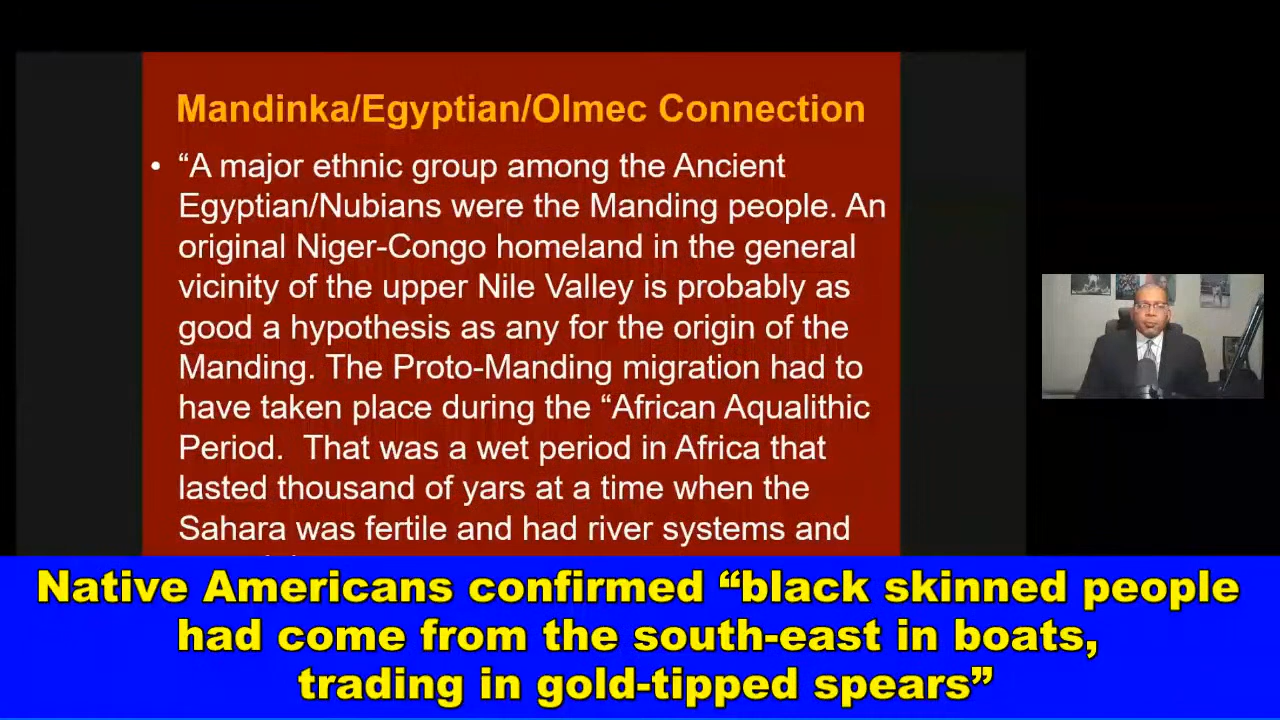 Mandinka/Egyptian/Olmec Connection
• “A major ethnic group among the Ancient
Egyptian/Nubians were the Manding people. An
original Niger-Congo homeland in the general
vicinity of the upper Nile Valley is probably as
good a hypothesis as any for the origin of the
Manding. The Proto-Manding migration had to
have taken place during the “African Aqualithic
Period.  That was a wet period in Africa that
lasted thousand of yars at a time when the
Sahara was fertile and had river systems and
Native Americans confirmed “black skinned people
had come from the south-east in boats,
trading in gold-tipped spears”